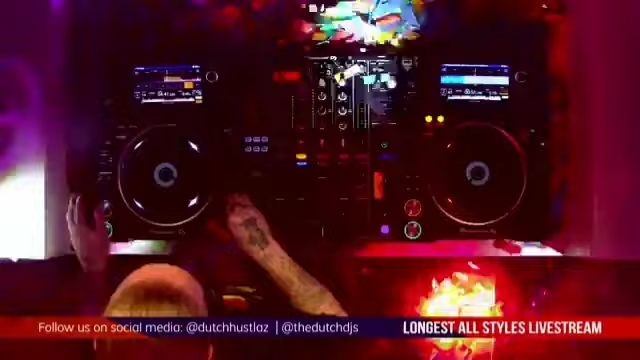 Follow us on social media: @dutchhustlaz | @thedutchdjs
LONGEST ALL STYLES LIVESTREAM